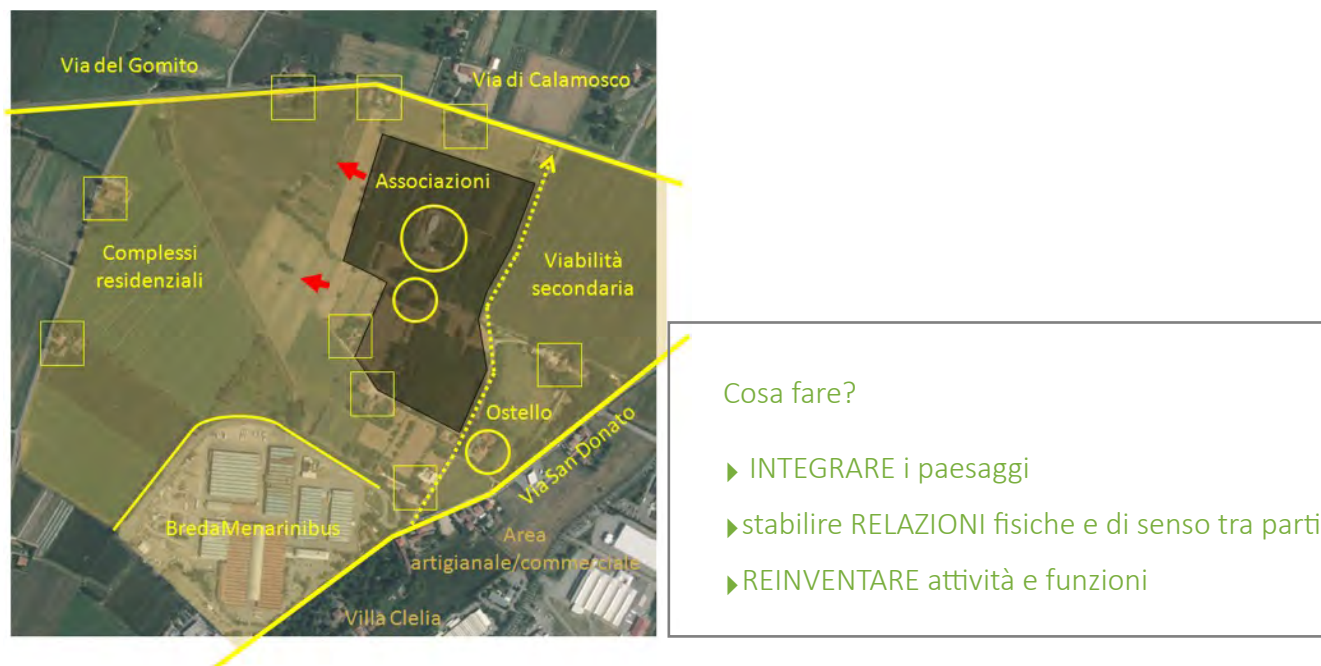 Via del Gomito
Via di Calamosco
Associazioni
Complessi
residenziali
Viabilità
secondaria
Ostello
Via San Donato
BredaMenarinibus
Area
artigianale/commerciale
Villa Clelia
Cosa fare?
INTEGRARE i paesaggi
stabilire RELAZIONI fisiche e di senso tra parti
REINVENTARE attività e funzioni